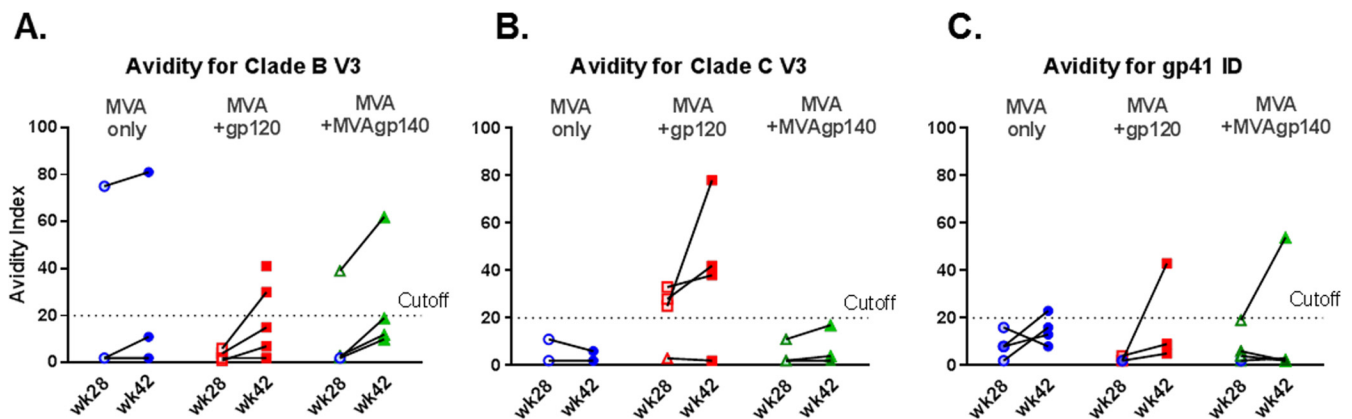 A.
Avidity for Clade B V3
MVA
only
MVA
+gp120
MVA
+MVAgp140
100
80
60
40
20
0
Avidity Index
Cutoff
wk28
wk42
wk28
wk42
wk28
wk42
B.
Avidity for Clade C V3
MVA
only
MVA
+gp120
MVA
+MVAgp140
100
80
60
40
20
0
Cutoff
wk28
wk42
wk28
wk42
wk28
wk42
C.
Avidity for gp41 ID
MVA
only
MVA
+gp120
MVA
+MVAgp140
100
80
60
40
20
0
Cutoff
wk28
wk42
wk28
wk42
wk28
wk42